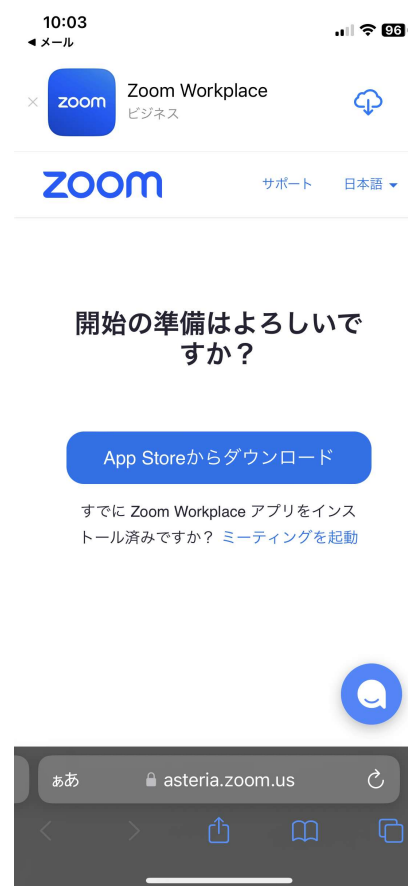 10:03
96
◀ メール
zoom
Zoom Workplace
ビジネス
zoom
サポート
日本語
開始の準備はよろしいで
すか？
App Storeからダウンロード
すでに Zoom Workplace アプリをインス
トール済みですか？ ミーティングを起動
ぁあ
asteria.zoom.us